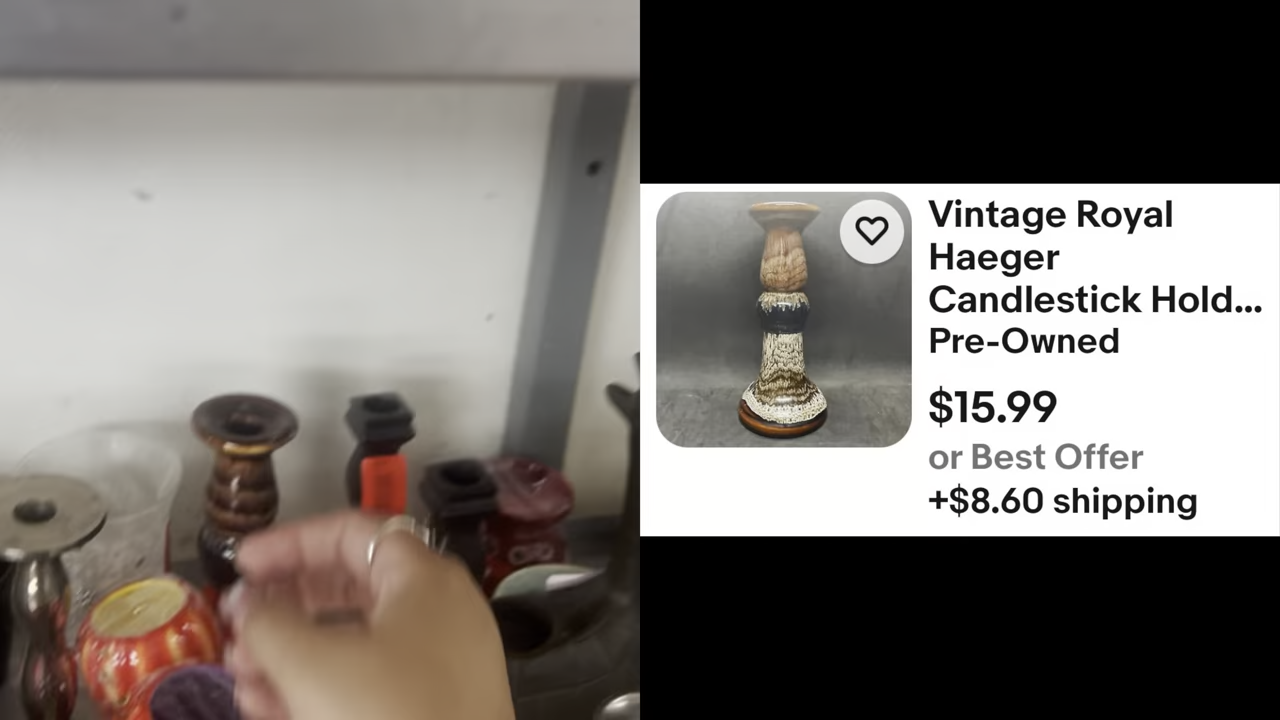 Vintage Royal
Haeger
Candlestick Hold...
Pre-Owned
$15.99
or Best Offer
+$8.60 shipping